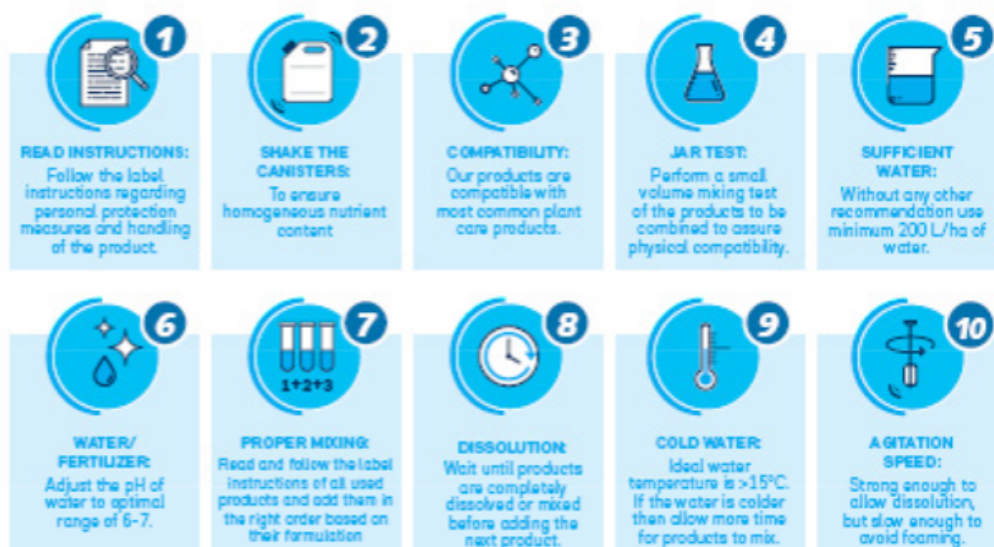 1
READ INSTRUCTIONS:
Follow the label
instructions regarding
personal protection
measures and handling
of the product.
2
SHAKE THE
CANISTERS:
To ensure
homogeneous nutrient
content
3
COMPATIBILITY:
Our products are
compatible with
most common plant
care products.
4
JAR TEST:
Perform a small
volume mixing test
of the products to be
combined to assure
physical compatibility.
5
SUFFICIENT
WATER:
Without any other
recommendation use
minimum 200 L/ha of
water.
6
WATER/
FERTILIZER:
Adjust the pH of
water to optimal
range of 6-7.
7
1+2+3
PROPER MIXING:
Read and follow the label
instructions of all used
products and add them in
the right order based on
their formulation
8
DISSOLUTION:
Wait until products
are completely
dissolved or mixed
before adding the
next product.
9
COLD WATER:
Ideal water
temperature is >15°C.
If the water is colder
then allow more time
for products to mix.
10
AGITATION
SPEED:
Strong enough to
allow dissolution,
but slow enough to
avoid foaming.